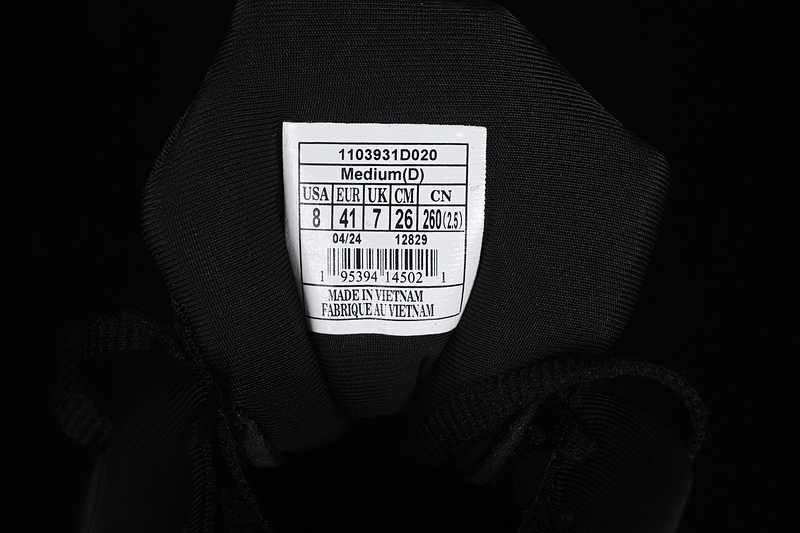 1103931D020
Medium(D)
USA EUR UK CM CN
8 41 7 26 260(2.5)
04/24 12829
1 95394 14502 1
MADE IN VIETNAM
FABRIQUE AU VIETNAM